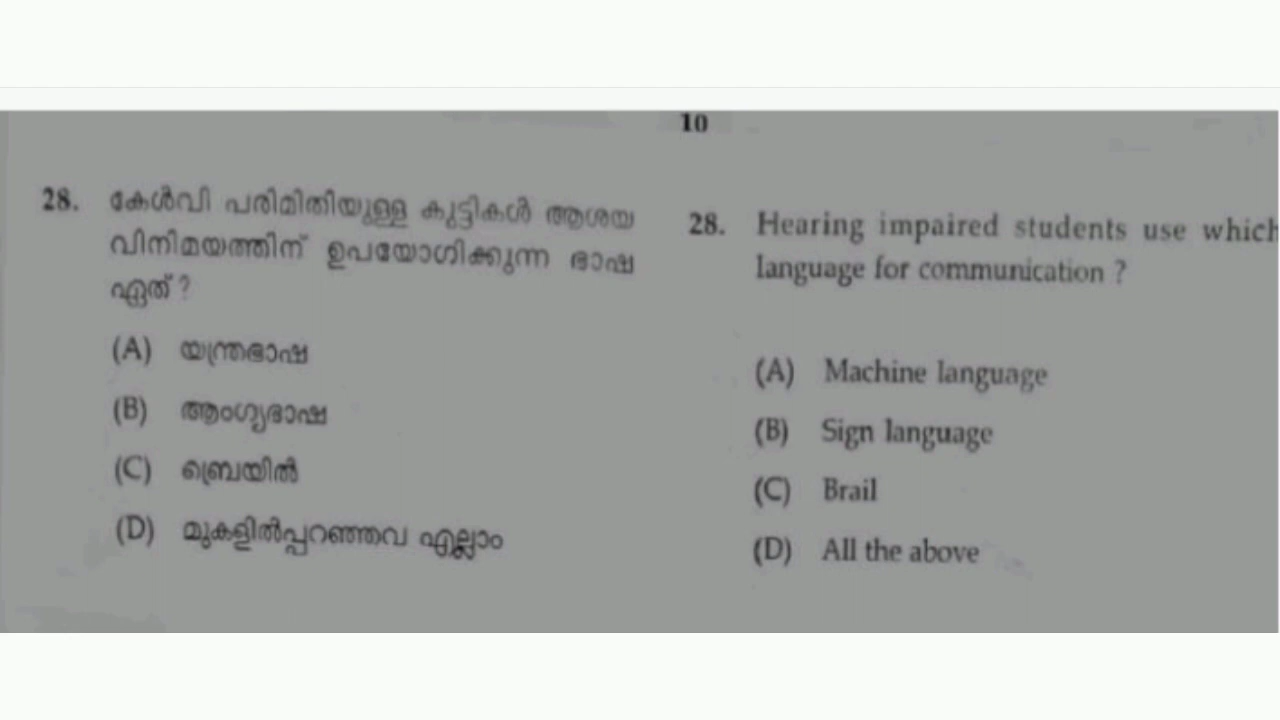 10
28. കേൾവി പരിമിതിയുള്ള കുട്ടികൾ ആശയ
വിനിമയത്തിന് ഉപയോഗിക്കുന്ന ഭാഷ
ഏത് ?
(A) യന്ത്രഭാഷ
(B) ആംഗ്യഭാഷ
(C) ബ്രെയിൽ
(D) മുകളിൽപ്പറഞ്ഞവ എല്ലാം
28. Hearing impaired students use which
language for communication ?
(A) Machine language
(B) Sign language
(C) Brail
(D) All the above